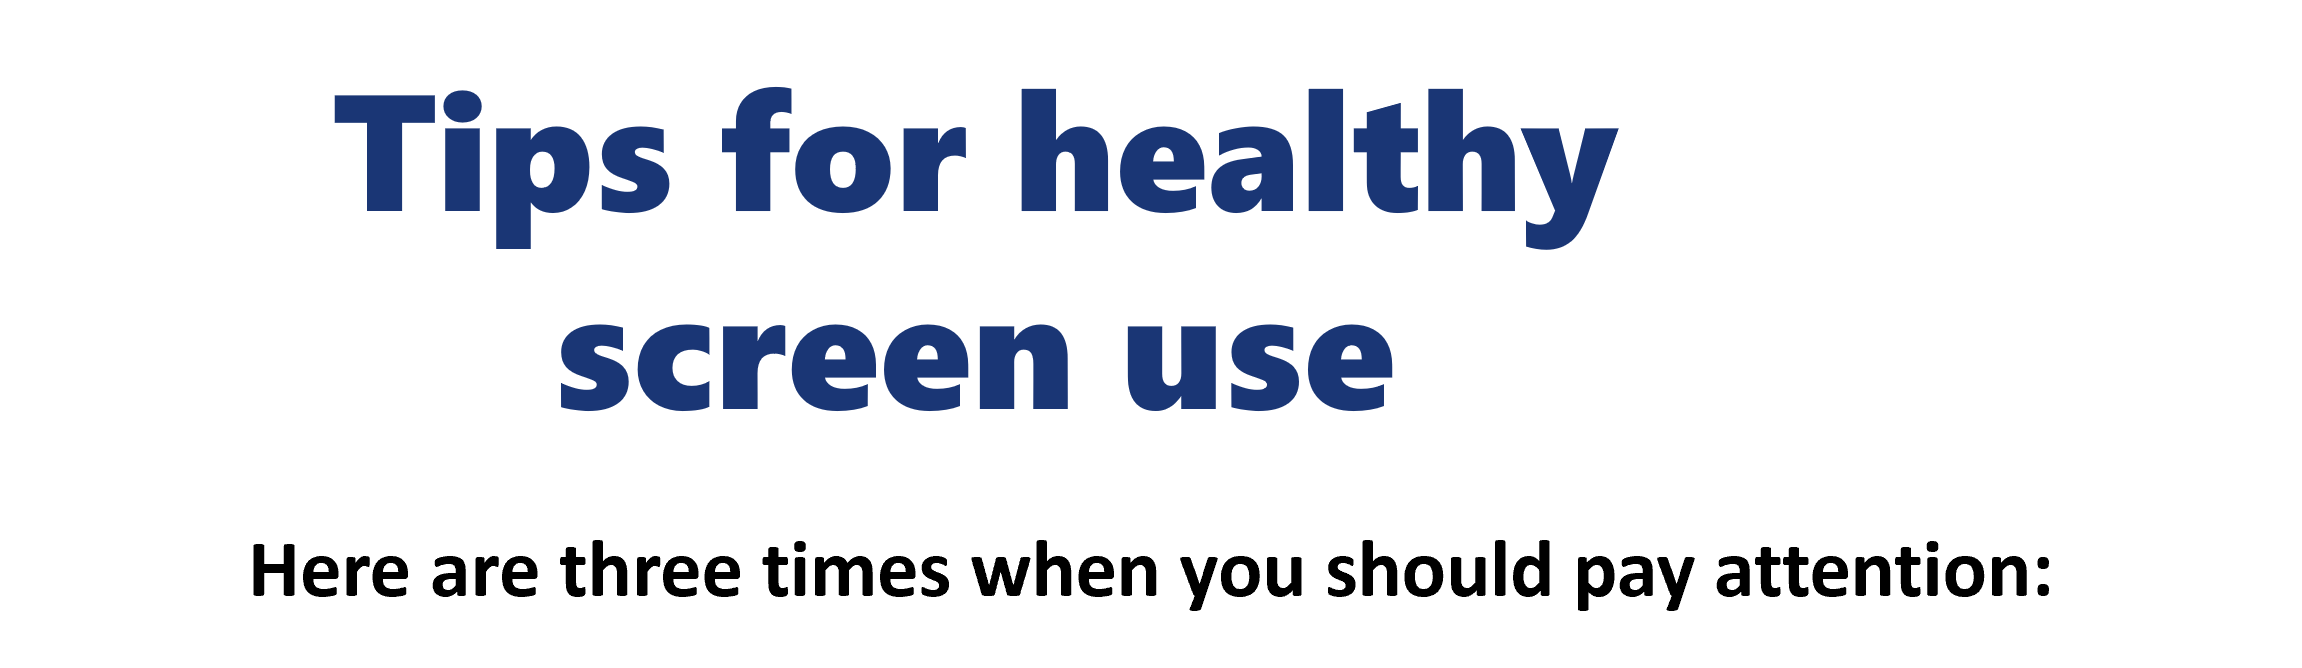 Tips for healthy
screen use
Here are three times when you should pay attention: